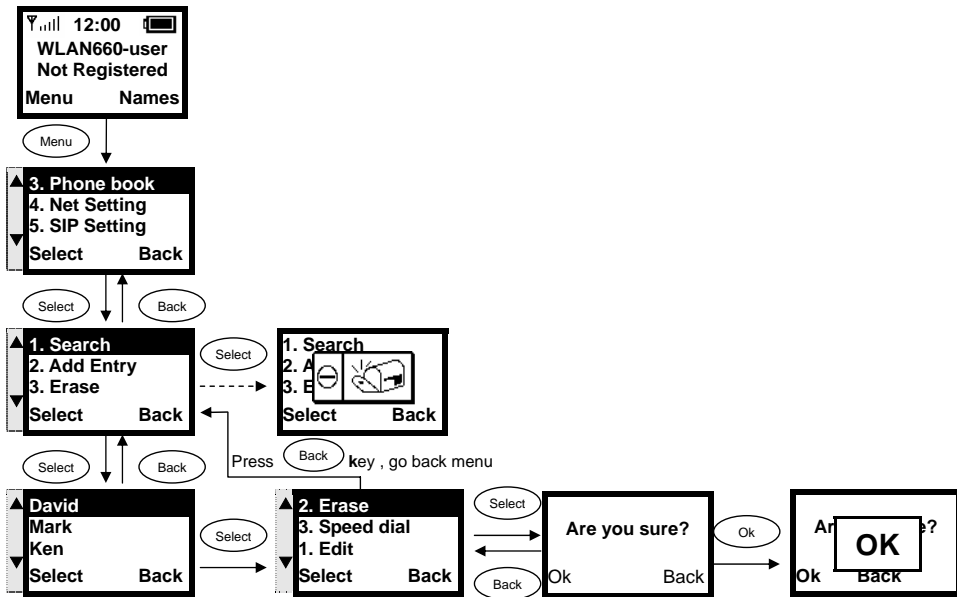 12:00
WLAN660-user
Not Registered
Menu Names
Menu
3. Phone book
4. Net Setting
5. SIP Setting
Select Back
Select Back
1. Search
2. Add Entry
3. Erase
Select Back
Select
1. Search
2. A
3. E
Select Back
Select Back
Press Back key , go back menu
David
Mark
Ken
Select Back
Select
2. Erase
3. Speed dial
1. Edit
Select Back
Select
Back
Are you sure?
Ok Back
Ok
Ar e?
OK
Ok Back